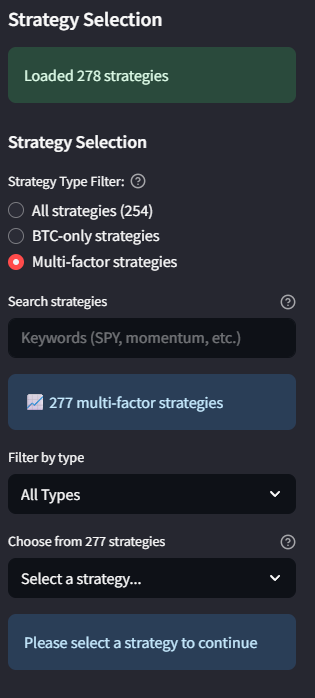 Strategy Selection
Loaded 278 strategies
Strategy Selection
Strategy Type Filter: ?
All strategies (254)
BTC-only strategies
Multi-factor strategies
Search strategies ?
Keywords (SPY, momentum, etc.)
📈 277 multi-factor strategies
Filter by type
All Types
Choose from 277 strategies ?
Select a strategy...
Please select a strategy to continue